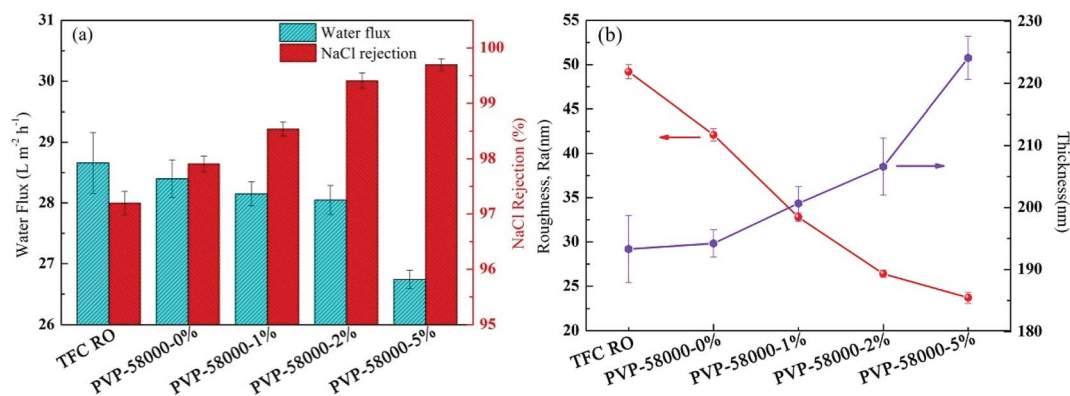 (a)
Water flux
NaCl rejection
Water Flux (L m⁻² h⁻¹)
31
30
29
28
27
26
NaCl Rejection (%)
100
99
98
97
96
95
TFC RO
PVP-58000-0%
PVP-58000-1%
PVP-58000-2%
PVP-58000-5%
(b)
Roughness, Ra(nm)
55
50
45
40
35
30
25
20
Thickness(nm)
230
220
210
200
190
180
TFC RO
PVP-58000-0%
PVP-58000-1%
PVP-58000-2%
PVP-58000-5%